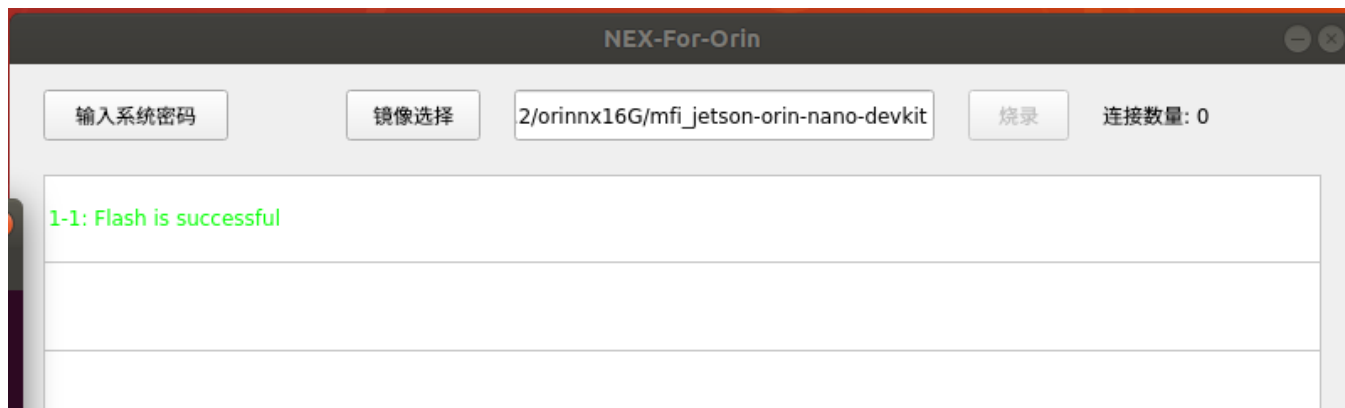 NEX-For-Orin
输入系统密码 镜像选择 .2/orinnx16G/mfi_jetson-orin-nano-devkit 烧录 连接数量: 0
1-1: Flash is successful